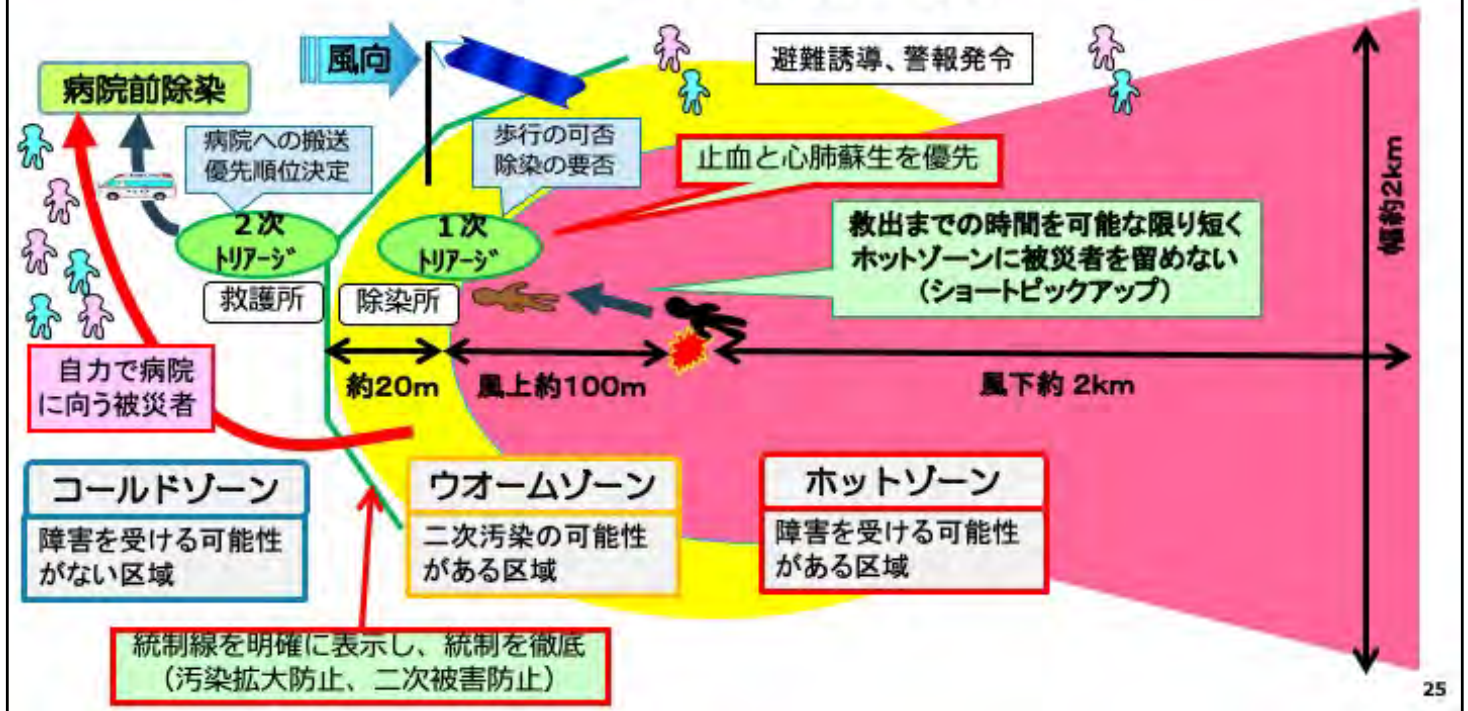 風向
避難誘導、警報発令
病院前除染
病院への搬送
優先順位決定
歩行の可否
除染の要否
止血と心肺蘇生を優先
2次
ﾄﾘｱｰｼﾞ
1次
ﾄﾘｱｰｼﾞ
救出までの時間を可能な限り短く
ホットゾーンに被災者を留めない
(ショートピックアップ)
幅約2km
救護所
除染所
自力で病院
に向う被災者
約20m
風上約100m
風下約 2km
コールドゾーン
障害を受ける可能性
がない区域
ウオームゾーン
二次汚染の可能性
がある区域
ホットゾーン
障害を受ける可能性
がある区域
統制線を明確に表示し、統制を徹底
(汚染拡大防止、二次被害防止)
25